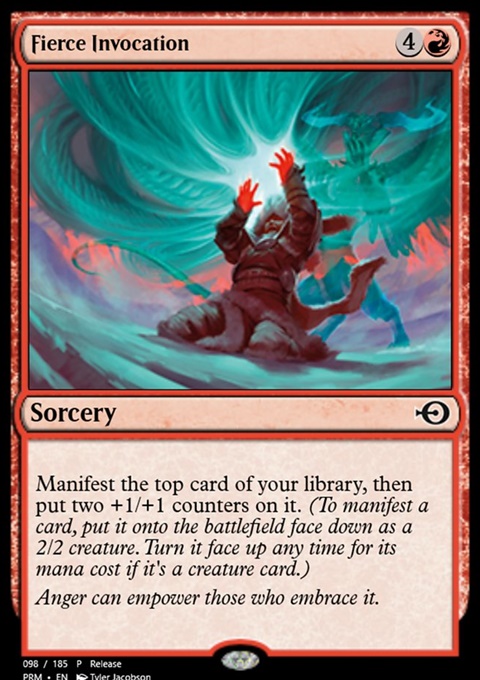 Fierce Invocation 4
Sorcery
Manifest the top card of your library, then
put two +1/+1 counters on it. (To manifest a
card, put it onto the battlefield face down as a
2/2 creature. Turn it face up any time for its
mana cost if it's a creature card.)
Anger can empower those who embrace it.
098 / 185 P Release
PRM • EN Tyler Jacobson